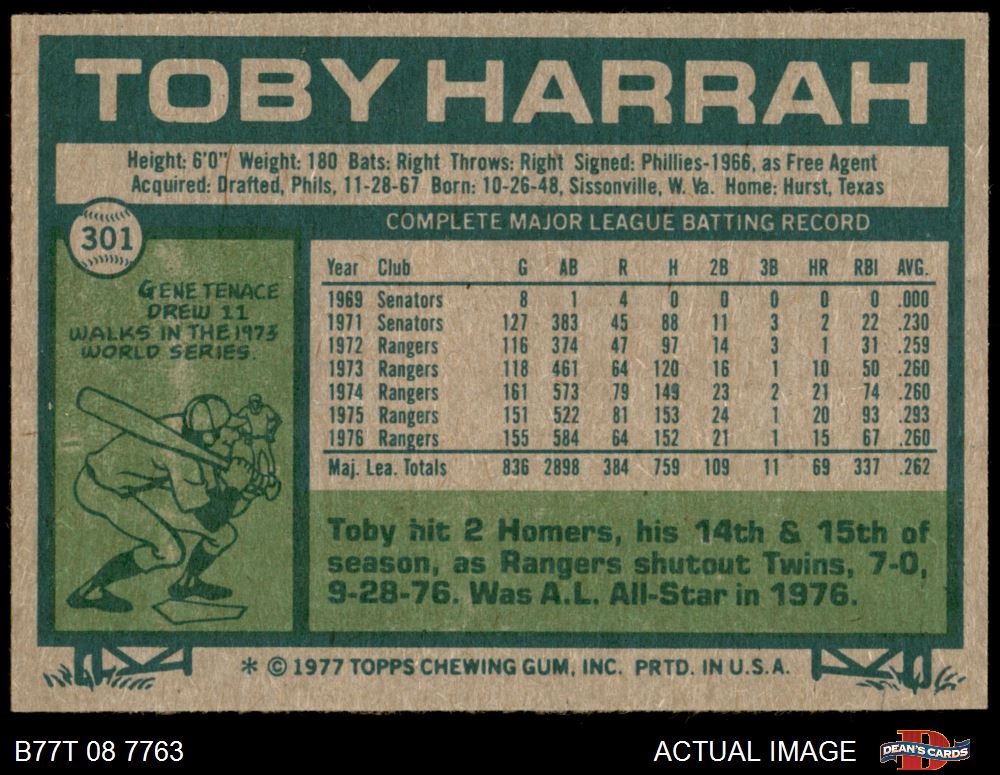 TOBY HARRAH
Height: 6'0" Weight: 180 Bats: Right Throws: Right Signed: Phillies-1966, as Free Agent
Acquired: Drafted, Phils, 11-28-67 Born: 10-26-48, Sissonville, W. Va. Home: Hurst, Texas
301
COMPLETE MAJOR LEAGUE BATTING RECORD
GENE TENACE
DREW 11
WALKS IN THE 1973
WORLD SERIES.
Year Club G AB R H 2B 3B HR RBI AVG.
1969 Senators 8 1 4 0 0 0 0 0 .000
1971 Senators 127 383 45 88 11 3 2 22 .230
1972 Rangers 116 374 47 97 14 3 1 31 .259
1973 Rangers 118 461 64 120 16 1 10 50 .260
1974 Rangers 161 573 79 149 23 2 21 74 .260
1975 Rangers 151 522 81 153 24 1 20 93 .293
1976 Rangers 155 584 64 152 21 1 15 67 .260
Maj. Lea. Totals 836 2898 384 759 109 11 69 337 .262
Toby hit 2 Homers, his 14th & 15th of
season, as Rangers shutout Twins, 7-0,
9-28-76. Was A.L. All-Star in 1976.
* © 1977 TOPPS CHEWING GUM, INC. PRTD. IN U.S.A.
B77T 08 7763
ACTUAL IMAGE
D
DEAN'S CARDS